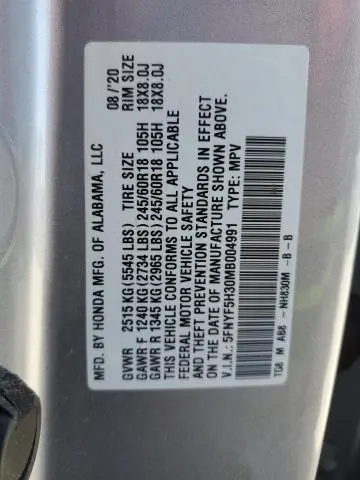 MFD. BY HONDA MFG. OF ALABAMA, LLC 08/'20
GVWR 2515 KG (5545 LBS) TIRE SIZE RIM SIZE
GAWR F 1240 KG (2734 LBS) 245/60R18 105H 18X8.0J
GAWR R 1345 KG (2965 LBS) 245/60R18 105H 18X8.0J
THIS VEHICLE CONFORMS TO ALL APPLICABLE
FEDERAL MOTOR VEHICLE SAFETY
AND THEFT PREVENTION STANDARDS IN EFFECT
ON THE DATE OF MANUFACTURE SHOWN ABOVE.
V.I.N.: 5FNYF5H30MB004991 TYPE: MPV
TG8 M A88 - NH830M - B - B